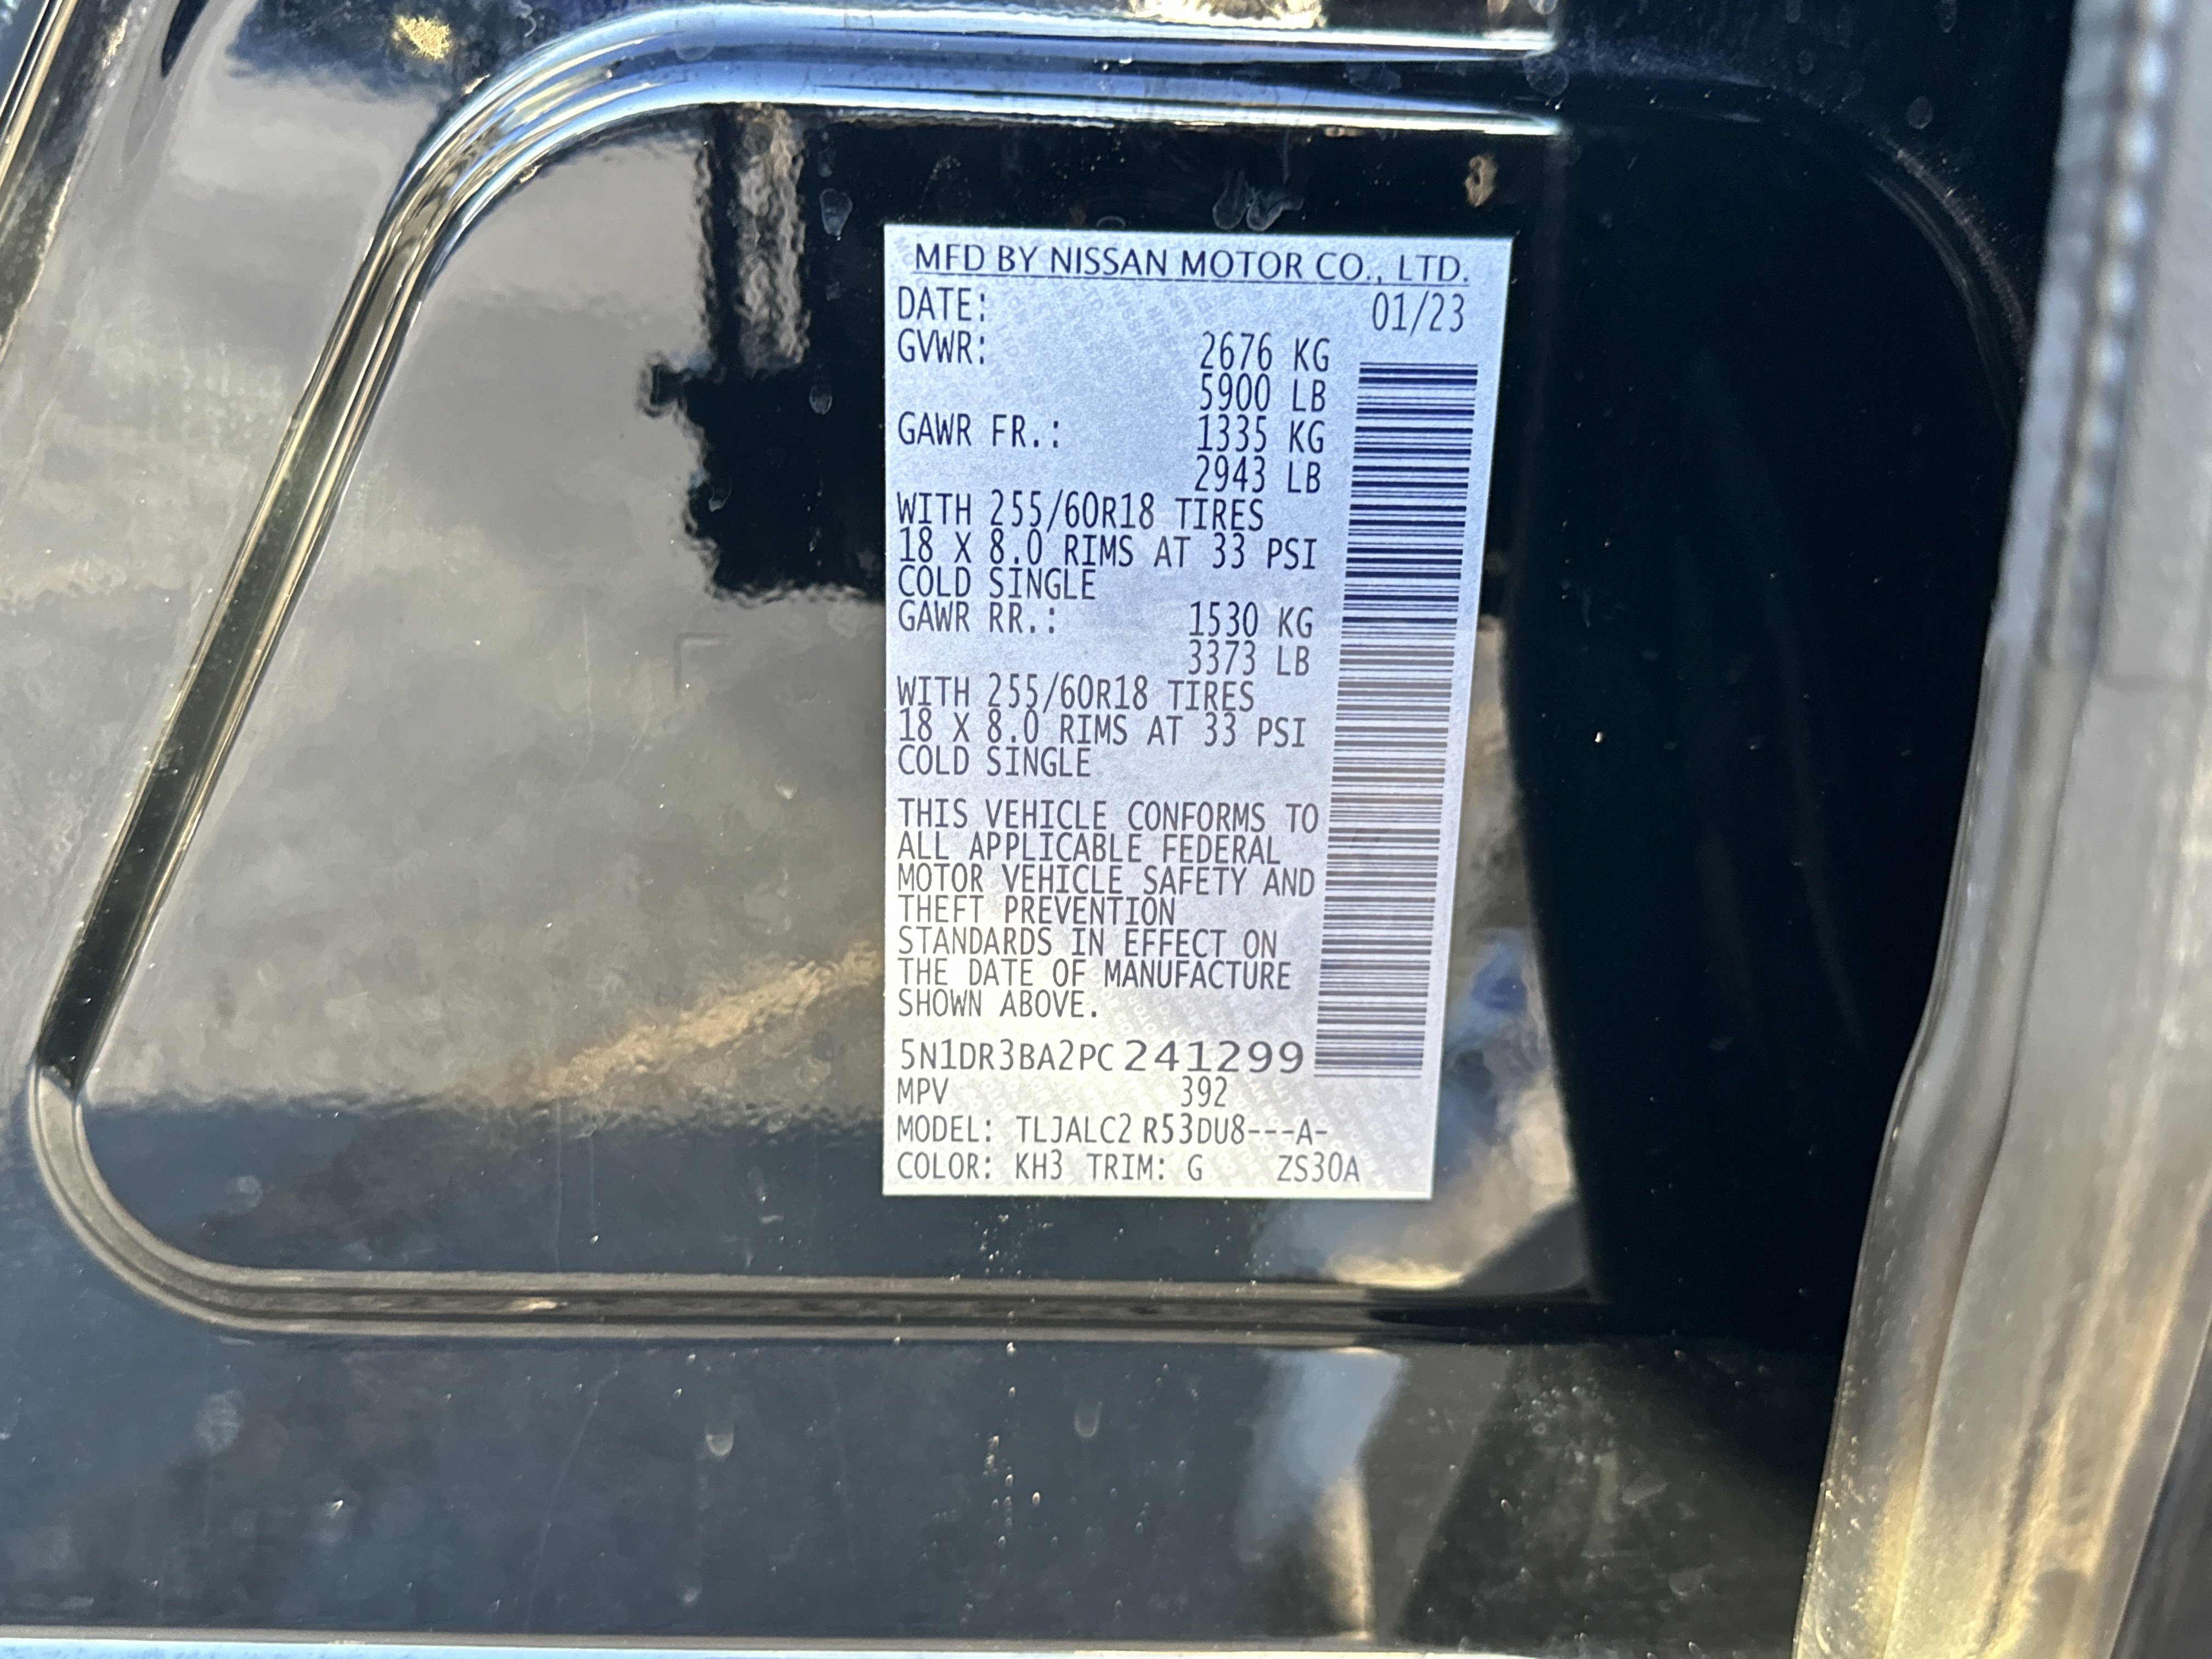 MFD BY NISSAN MOTOR CO., LTD.
DATE: 01/23
GVWR: 2676 KG
5900 LB
GAWR FR.: 1335 KG
2943 LB
WITH 255/60R18 TIRES
18 X 8.0 RIMS AT 33 PSI
COLD SINGLE
GAWR RR.: 1530 KG
3373 LB
WITH 255/60R18 TIRES
18 X 8.0 RIMS AT 33 PSI
COLD SINGLE
THIS VEHICLE CONFORMS TO
ALL APPLICABLE FEDERAL
MOTOR VEHICLE SAFETY AND
THEFT PREVENTION
STANDARDS IN EFFECT ON
THE DATE OF MANUFACTURE
SHOWN ABOVE.
5N1DR3BA2PC241299
MPV 392
MODEL: TLJALC2 R53DU8---A-
COLOR: KH3 TRIM: G ZS30A